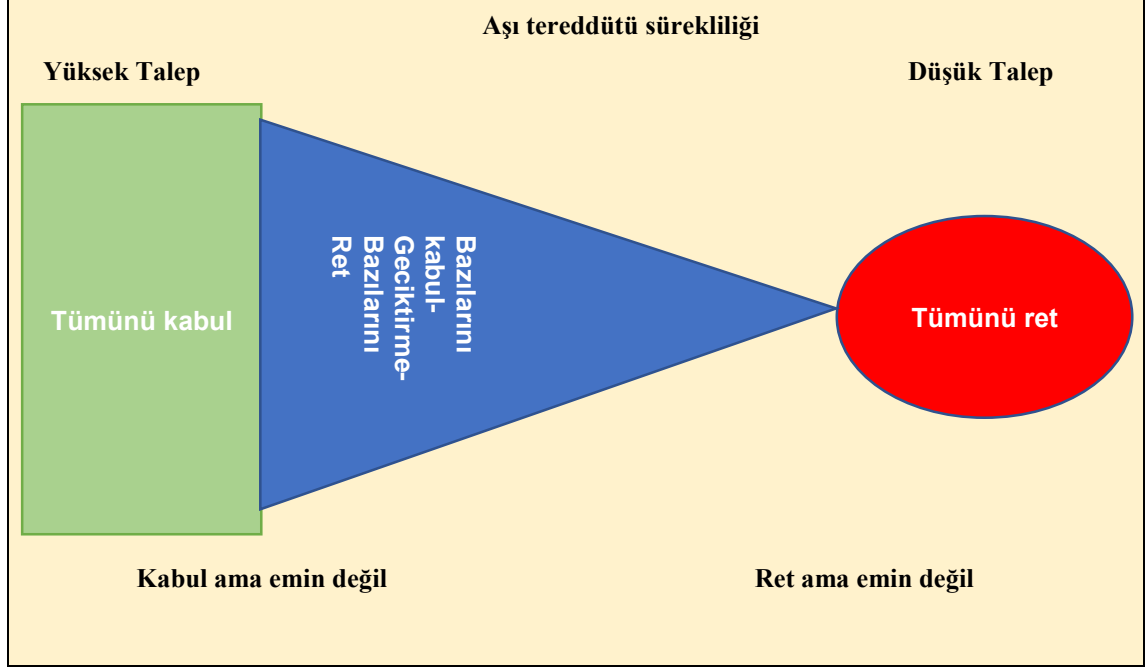 Aşı tereddütü sürekliliği
Yüksek Talep
Düşük Talep
Tümünü kabul
Bazılarını
kabul-
Geciktirme-
Bazılarını
Ret
Tümünü ret
Kabul ama emin değil
Ret ama emin değil